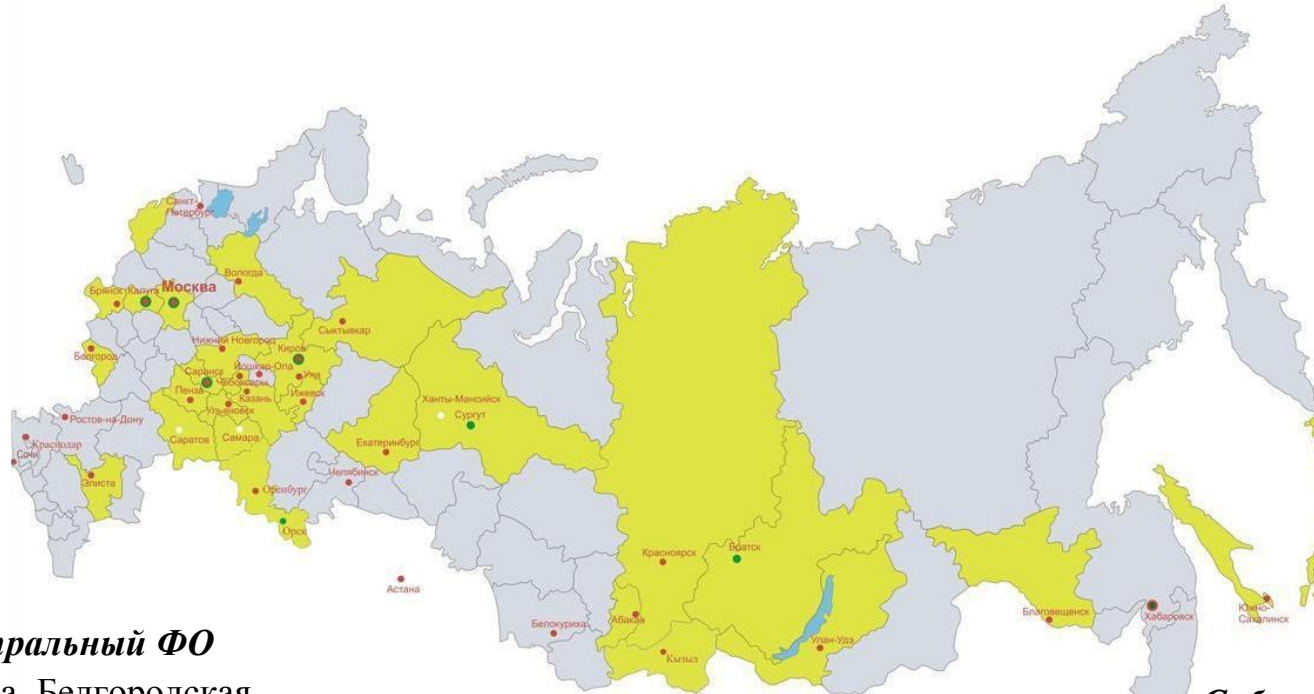 Санкт-
Петербург
Вологда
Москва
Брянск
Калуга
Сыктывкар
Нижний Новгород
Киров
Белгород
Йошкар-Ола
Саранск
Чебоксары
Уни
Пенза
Казань
Ижевск
Ульяновск
Ханты-Мансийск
Сургут
Ростов-на-Дону
Саратов
Самара
Краснодар
Екатеринбург
Сочи
Челябинск
Элиста
Оренбург
Орск
Красноярск
Братск
Астана
Абакан
Белокуриха
Благовещенск
Хабаровск
Южно-
Сахалинск
Улан-Удэ
Кызыл
тральный ФО
Белгородская